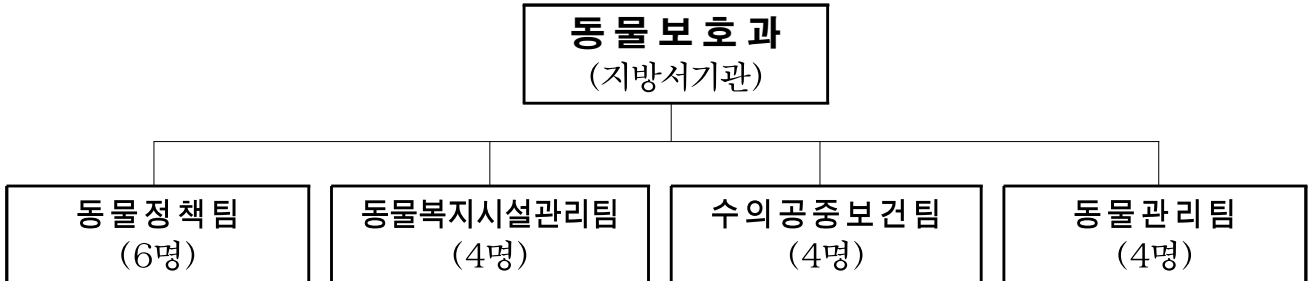 동물보호과
(지방서기관)
동물정책팀
(6명)
동물복지시설관리팀
(4명)
수의공중보건팀
(4명)
동물관리팀
(4명)